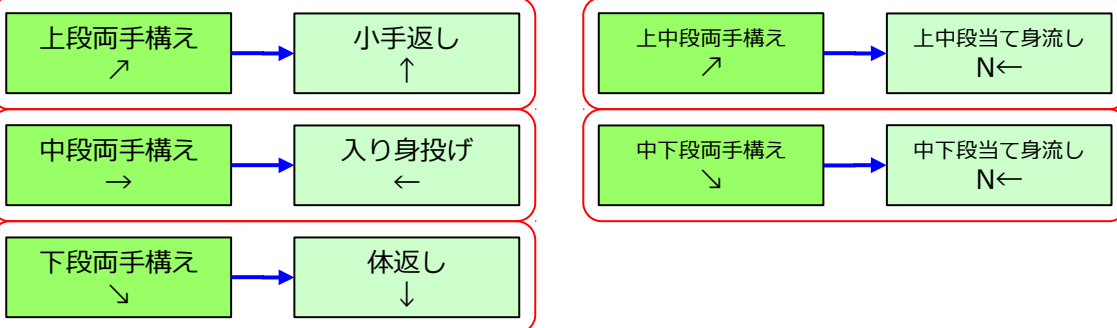 上段両手構え
↗
小手返し
↑
中段両手構え
→
入り身投げ
←
下段両手構え
↘
体返し
↓
上中段両手構え
↗
上中段当て身流し
N←
中下段両手構え
↘
中下段当て身流し
N←